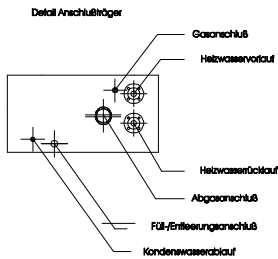 Detail Anschlußträger
Gasanschluß
Heizwasservorlauf
Heizwasserrücklauf
Abgasanschluß
Füll-/Entleerungsanschluß
Kondenswasserablauf